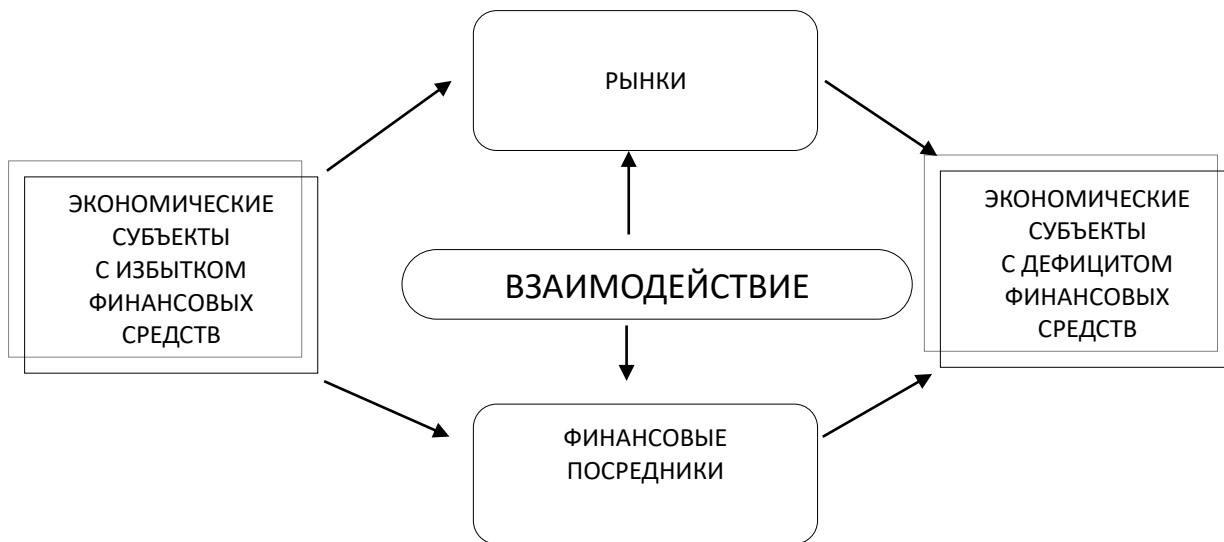 РЫНКИ
ЭКОНОМИЧЕСКИЕ
СУБЪЕКТЫ
С ИЗБЫТКОМ
ФИНАНСОВЫХ
СРЕДСТВ
ВЗАИМОДЕЙСТВИЕ
ЭКОНОМИЧЕСКИЕ
СУБЪЕКТЫ
С ДЕФИЦИТОМ
ФИНАНСОВЫХ
СРЕДСТВ
ФИНАНСОВЫЕ
ПОСРЕДНИКИ